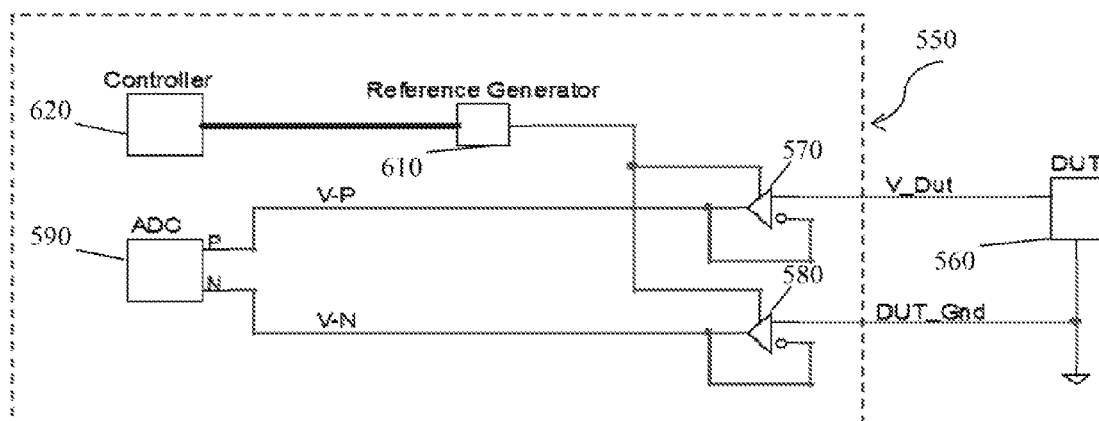 550
Controller
Reference Generator
620
610
570
DUT
V_Dut
V-P
ADC
590
P
560
N
580
DUT_Gnd
V-N